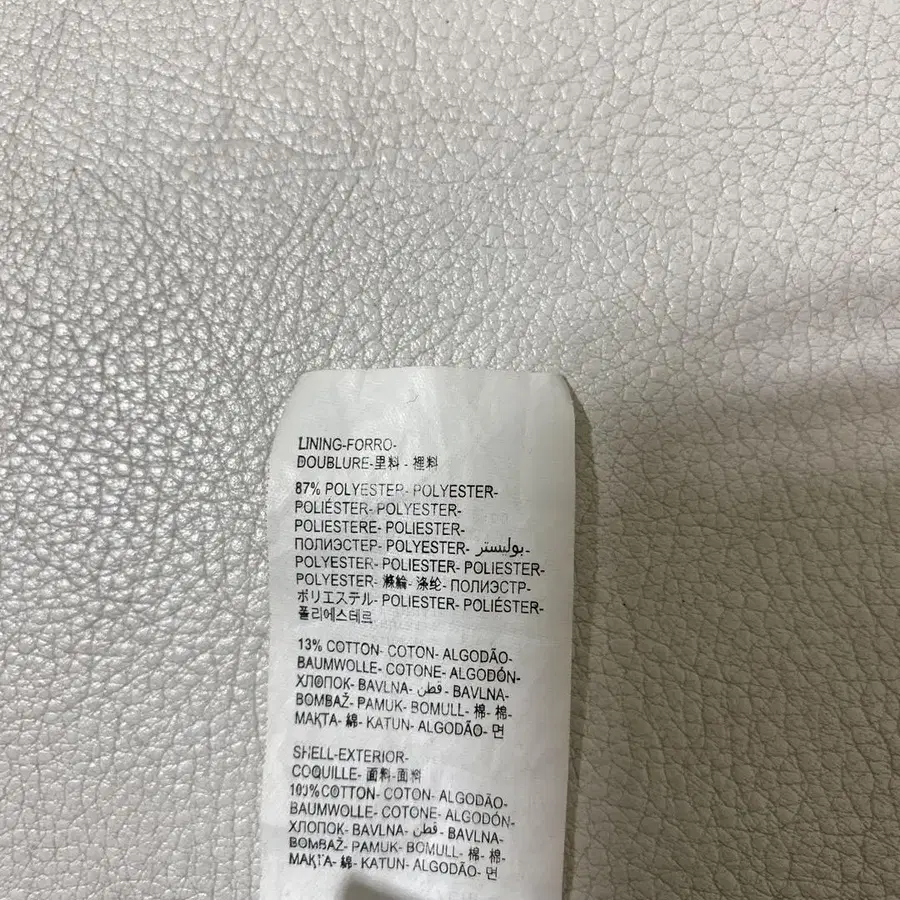 LINING-FORRO-
DOUBLURE-里料 - 裡料
87% POLYESTER- POLYESTER-
POLIÉSTER- POLYESTER-
POLIESTERE- POLIESTER-
ПОЛИЭСТЕР- POLYESTER- بوليستر-
POLYESTER- POLIESTER- POLIESTER-
POLYESTER- 滌綸- 涤纶- ПОЛИЭСТР-
ポリエステル- POLIESTER- POLIÉSTER-
폴리에스테르
13% COTTON- COTON- ALGODÃO-
BAUMWOLLE- COTONE- ALGODÓN-
ХЛОПОК- BAVLNA- قطن- BAVLNA-
BOMBAŽ- PAMUK- BOMULL- 棉- 棉-
МАҚТА- 綿- KATUN- ALGODÃO- 면
SHELL-EXTERIOR-
COQUILLE- 面料-面料
100%COTTON- COTON- ALGODÃO-
BAUMWOLLE- COTONE- ALGODÓN-
ХЛОПОК- BAVLNA- قطن- BAVLNA-
BOMBAŽ- PAMUK- BOMULL- 棉- 棉-
МАҚТА- 綿- KATUN- ALGODÃO- 면